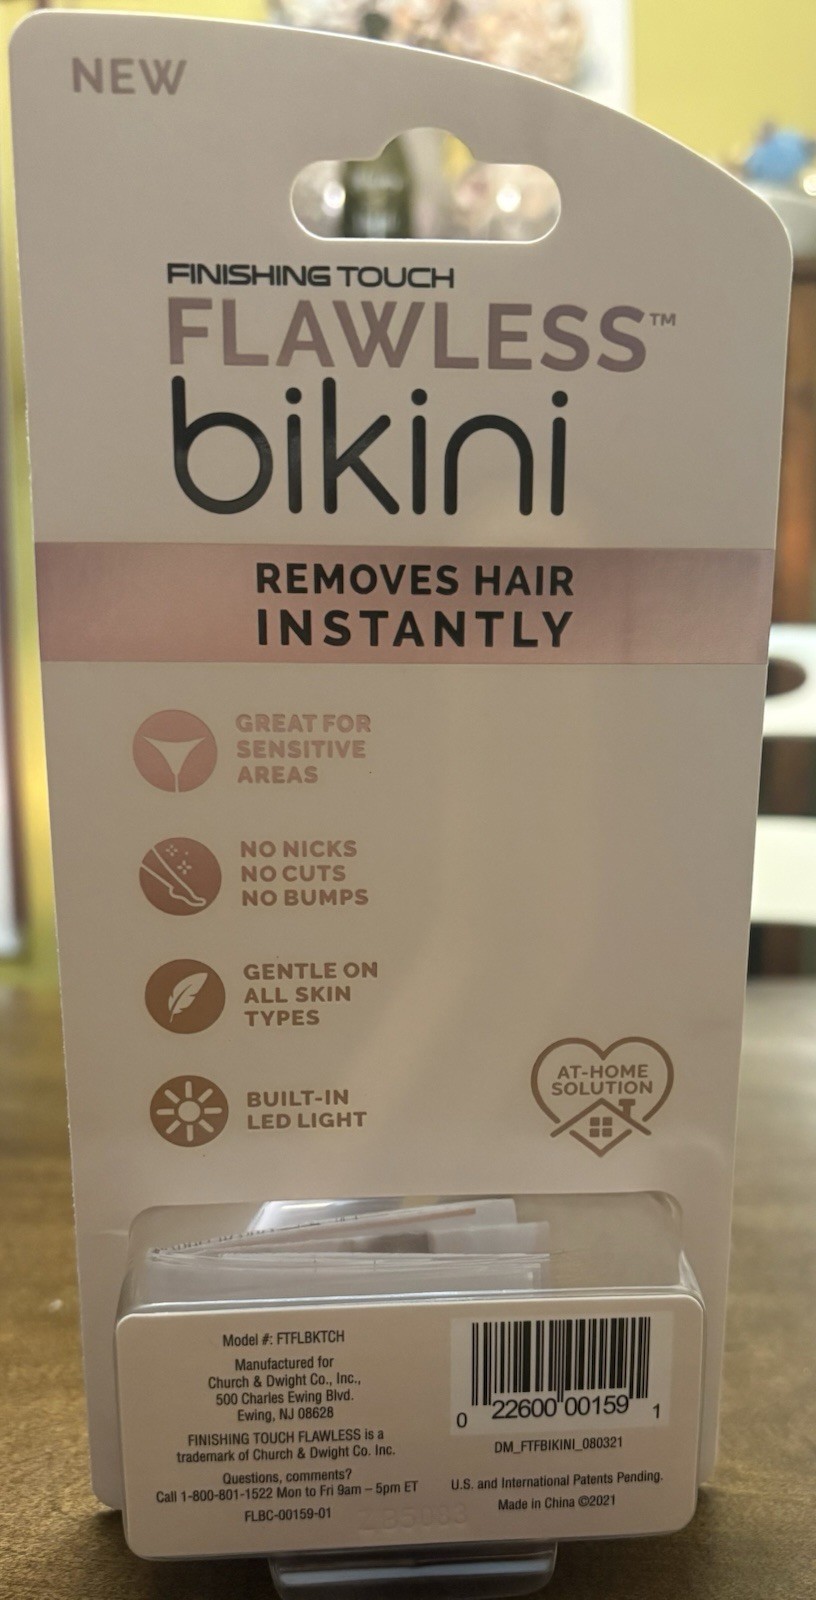 NEW
FINISHING TOUCH
FLAWLESS™
bikini
REMOVES HAIR
INSTANTLY
GREAT FOR
SENSITIVE
AREAS
NO NICKS
NO CUTS
NO BUMPS
GENTLE ON
ALL SKIN
TYPES
BUILT-IN
LED LIGHT
AT-HOME
SOLUTION
Model #: FTFLBKTCH
Manufactured for
Church & Dwight Co., Inc.,
500 Charles Ewing Blvd.
Ewing, NJ 08628
FINISHING TOUCH FLAWLESS is a
trademark of Church & Dwight Co. Inc.
Questions, comments?
Call 1-800-801-1522 Mon to Fri 9am – 5pm ET
FLBC-00159-01
0 22600 00159 1
DM_FTFBIKINI_080321
U.S. and International Patents Pending.
Made in China ©2021